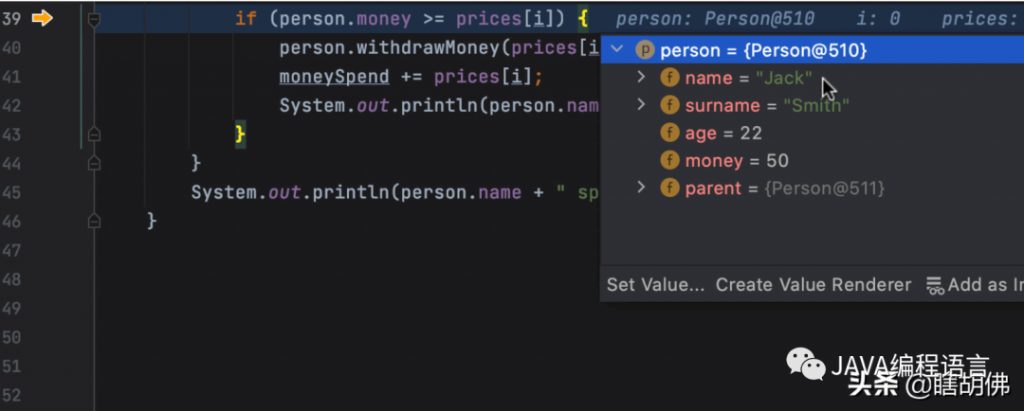 39 if (person.money >= prices[i]) { person: Person@510 i: 0 prices:
40 person.withdrawMoney(prices[i
41 moneySpend += prices[i];
42 System.out.println(person.nam
43 }
44 }
45 System.out.println(person.name + " sp
46 }
47
48
49
50
51
52
p person = {Person@510}
f name = "Jack"
f surname = "Smith"
f age = 22
f money = 50
f parent = {Person@511}
Set Value... Create Value Renderer Add as In
JAVA编程语言
头条 @瞎胡佛